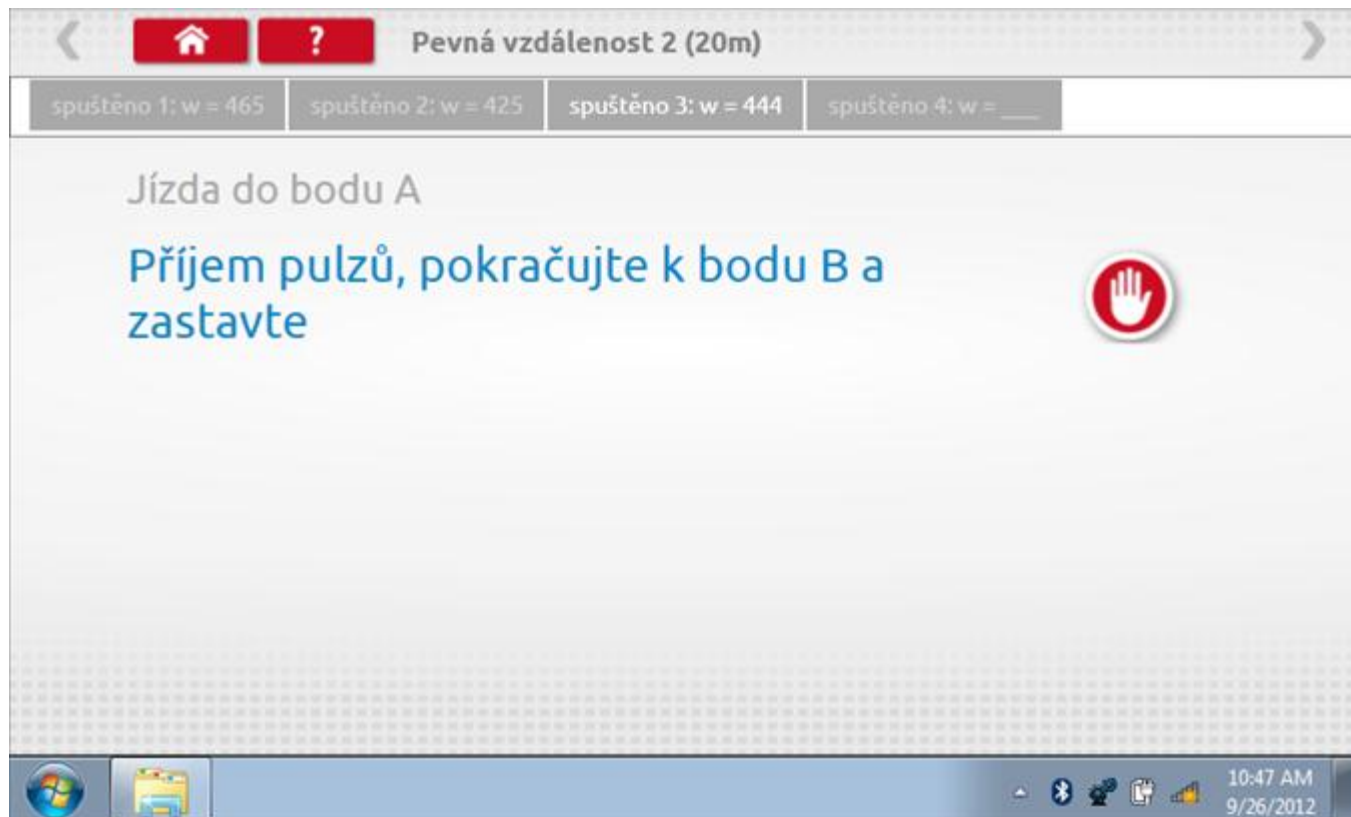 ? Pevná vzdálenost 2 (20m)
spuštěno 1: w = 465 spuštěno 2: w = 425 spuštěno 3: w = 444 spuštěno 4: w = ___
Jízda do bodu A
Příjem pulzů, pokračujte k bodu B a
zastavte
10:47 AM
9/26/2012